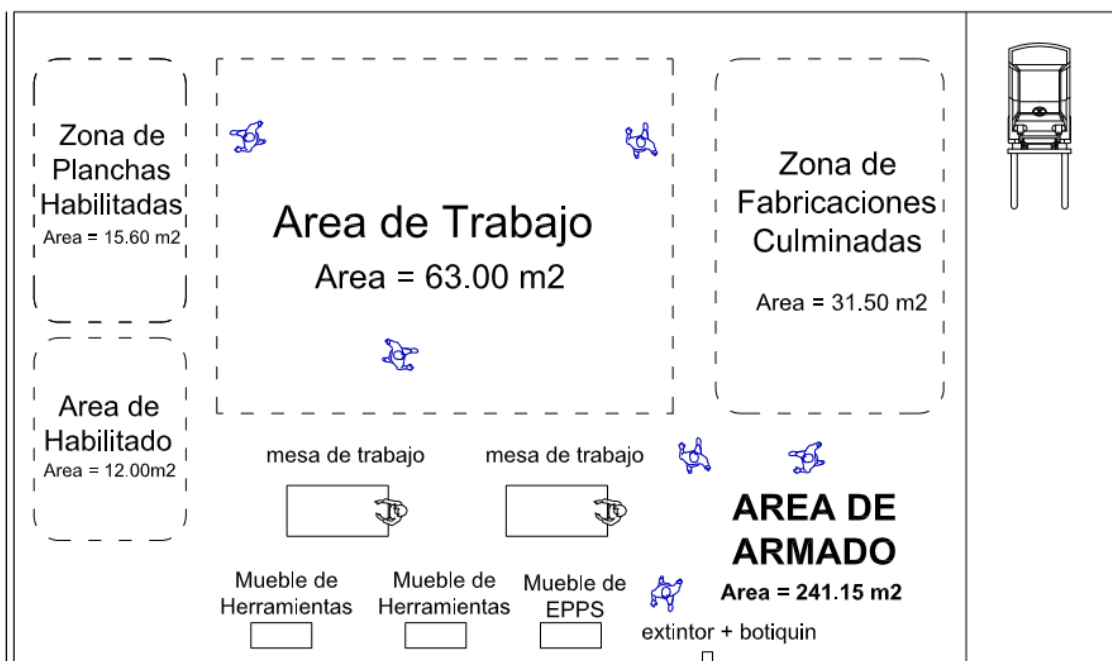 Zona de
Planchas
Habilitadas
Area = 15.60 m2
Area de Trabajo
Area = 63.00 m2
Zona de
Fabricaciones
Culminadas
Area = 31.50 m2
Area de
Habilitado
Area = 12.00m2
mesa de trabajo
mesa de trabajo
AREA DE
ARMADO
Area = 241.15 m2
Mueble de
Herramientas
Mueble de
Herramientas
Mueble de
EPPS
extintor + botiquin